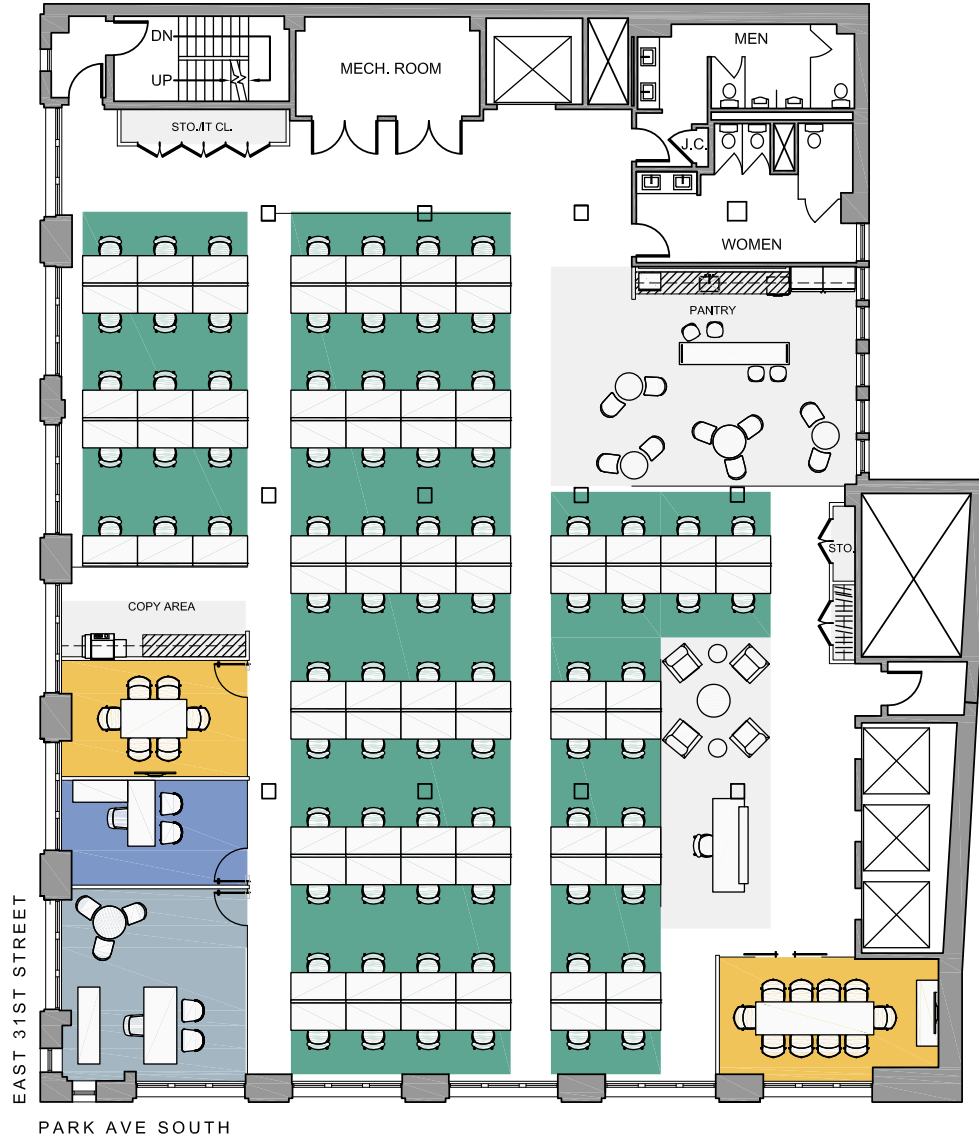 DN
UP
MECH. ROOM
MEN
STO./IT CL.
J.C.
WOMEN
PANTRY
STO.
COPY AREA
EAST 31ST STREET
PARK AVE SOUTH